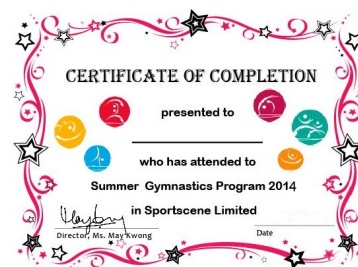 CERTIFICATE OF COMPLETION
presented to
who has attended to
Summer Gymnastics Program 2014
in Sportscene Limited
Director, Ms. May Kwong
Date